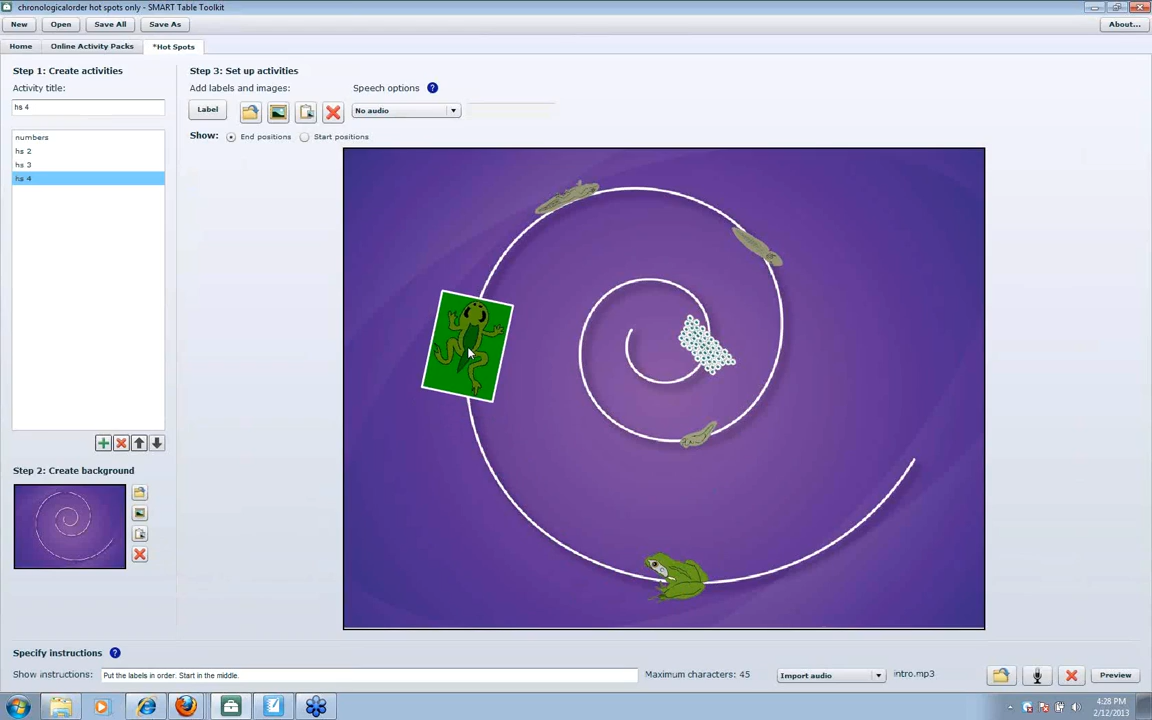 chronologicalorder hot spots only - SMART Table Toolkit
New Open Save All Save As About...
Home Online Activity Packs *Hot Spots
Step 1: Create activities
Activity title:
hs 4
numbers
hs 2
hs 3
hs 4
Step 2: Create background
Step 3: Set up activities
Add labels and images: Speech options ?
Label No audio
Show: End positions Start positions
Specify instructions ?
Show instructions: Put the labels in order. Start in the middle. Maximum characters: 45 Import audio intro.mp3 Preview
4:28 PM
2/12/2013